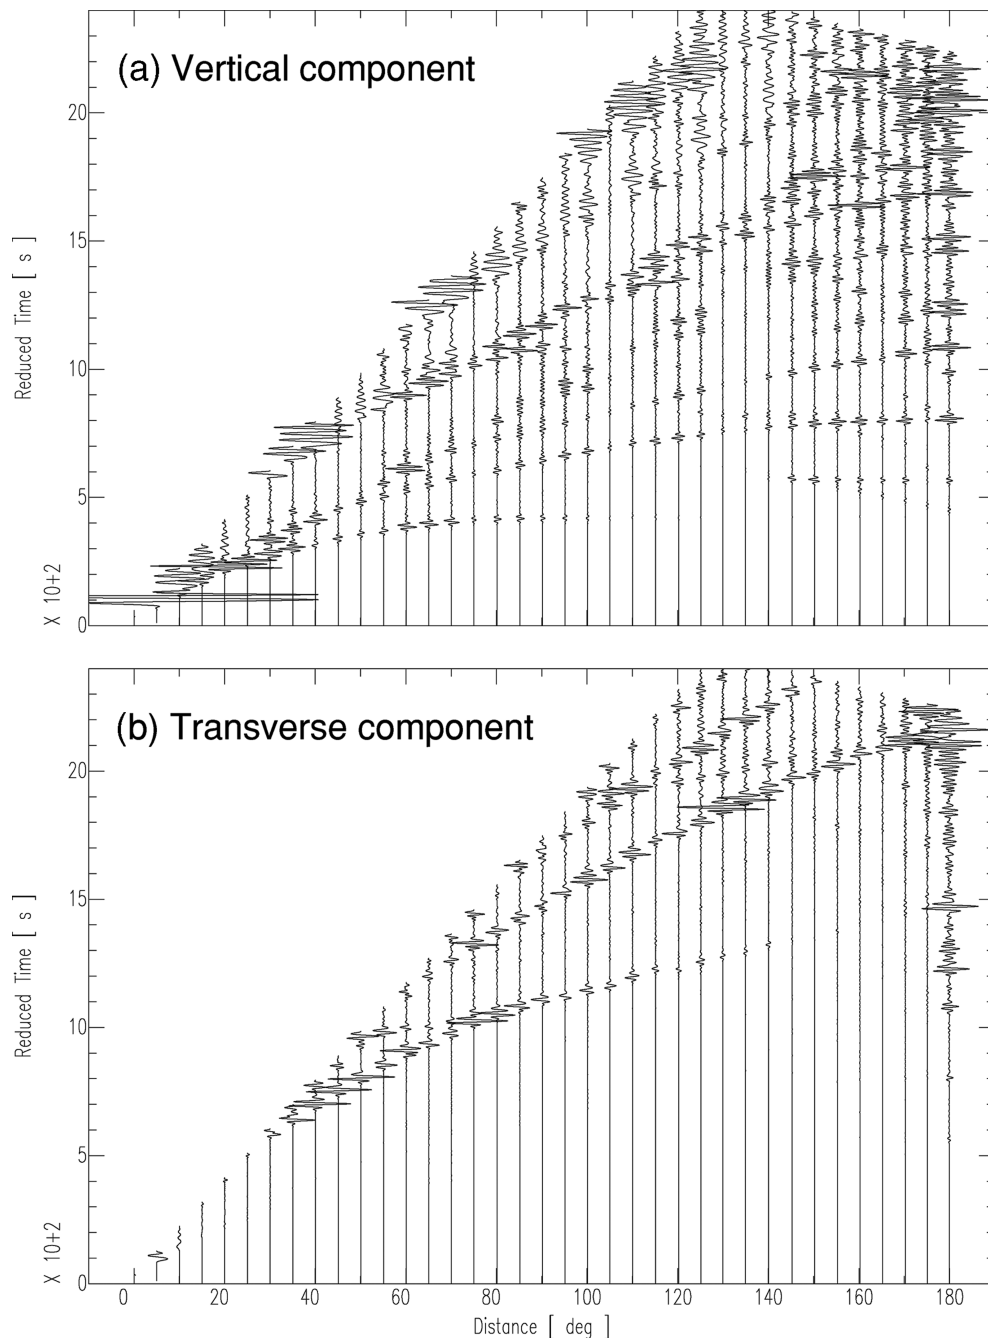 (a) Vertical component
20
15
10
5
0
Reduced Time [ s ]
X 10+2
(b) Transverse component
20
15
10
5
0
Reduced Time [ s ]
X 10+2
0 20 40 60 80 100 120 140 160 180
Distance [ deg ]